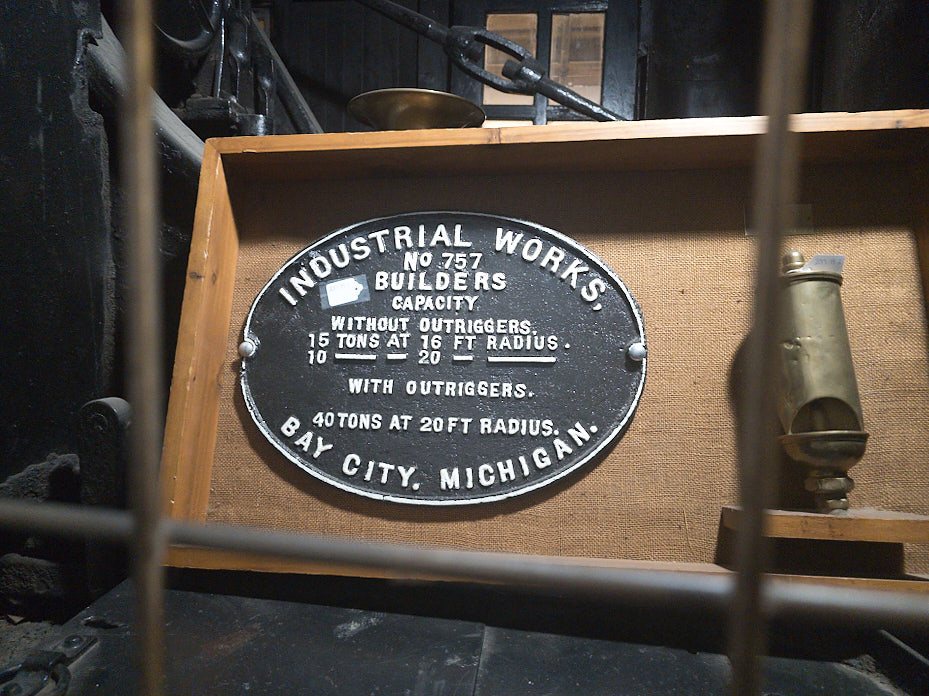 INDUSTRIAL WORKS,
No. 757
BUILDERS
CAPACITY
WITHOUT OUTRIGGERS.
15 TONS AT 16 FT RADIUS.
10 — — 20 — —
WITH OUTRIGGERS.
40 TONS AT 20 FT RADIUS.
BAY CITY. MICHIGAN.